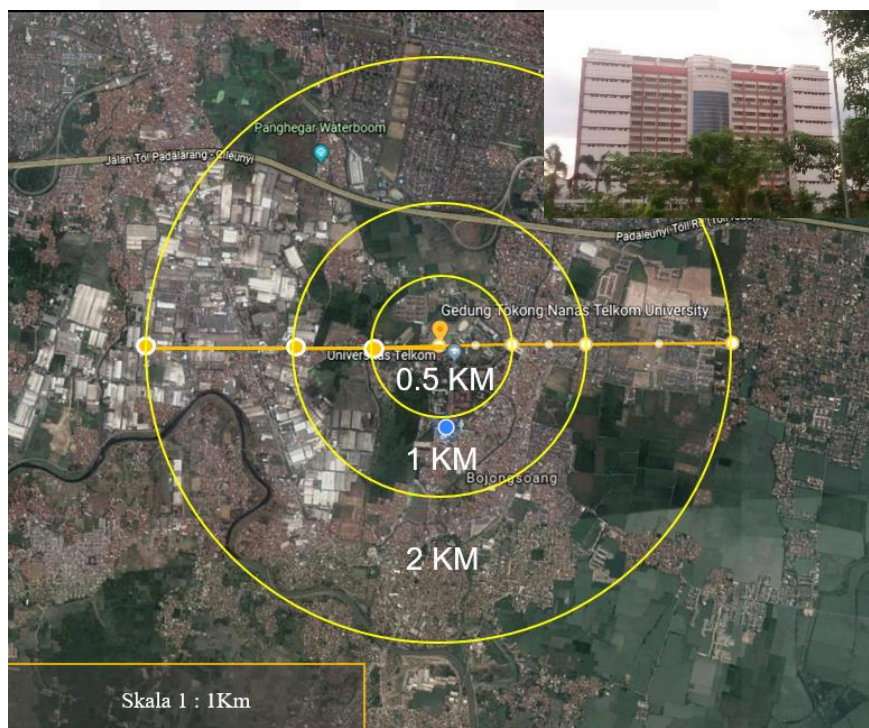 Panghegar Waterboom
Jalan Tol Padalarang - Cileunyi
Padaleunyi Toll
Gedung Tokong Nanas Telkom University
Universitas Telkom
0.5 KM
1 KM
Bojongsoang
2 KM
Skala 1 : 1Km